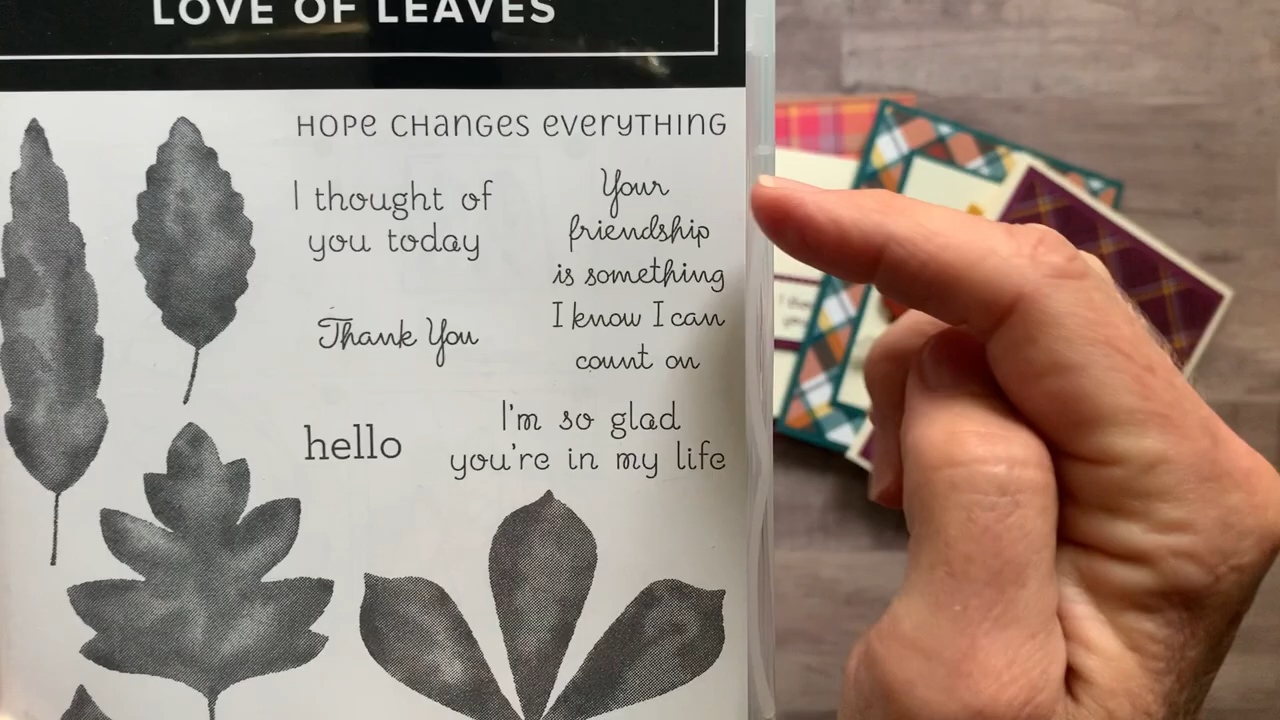 LOVE OF LEAVES
HOPE CHANGES EVERYTHING
I thought of
you today
Your
friendship
is something
I know I can
count on
Thank You
hello
I'm so glad
you're in my life